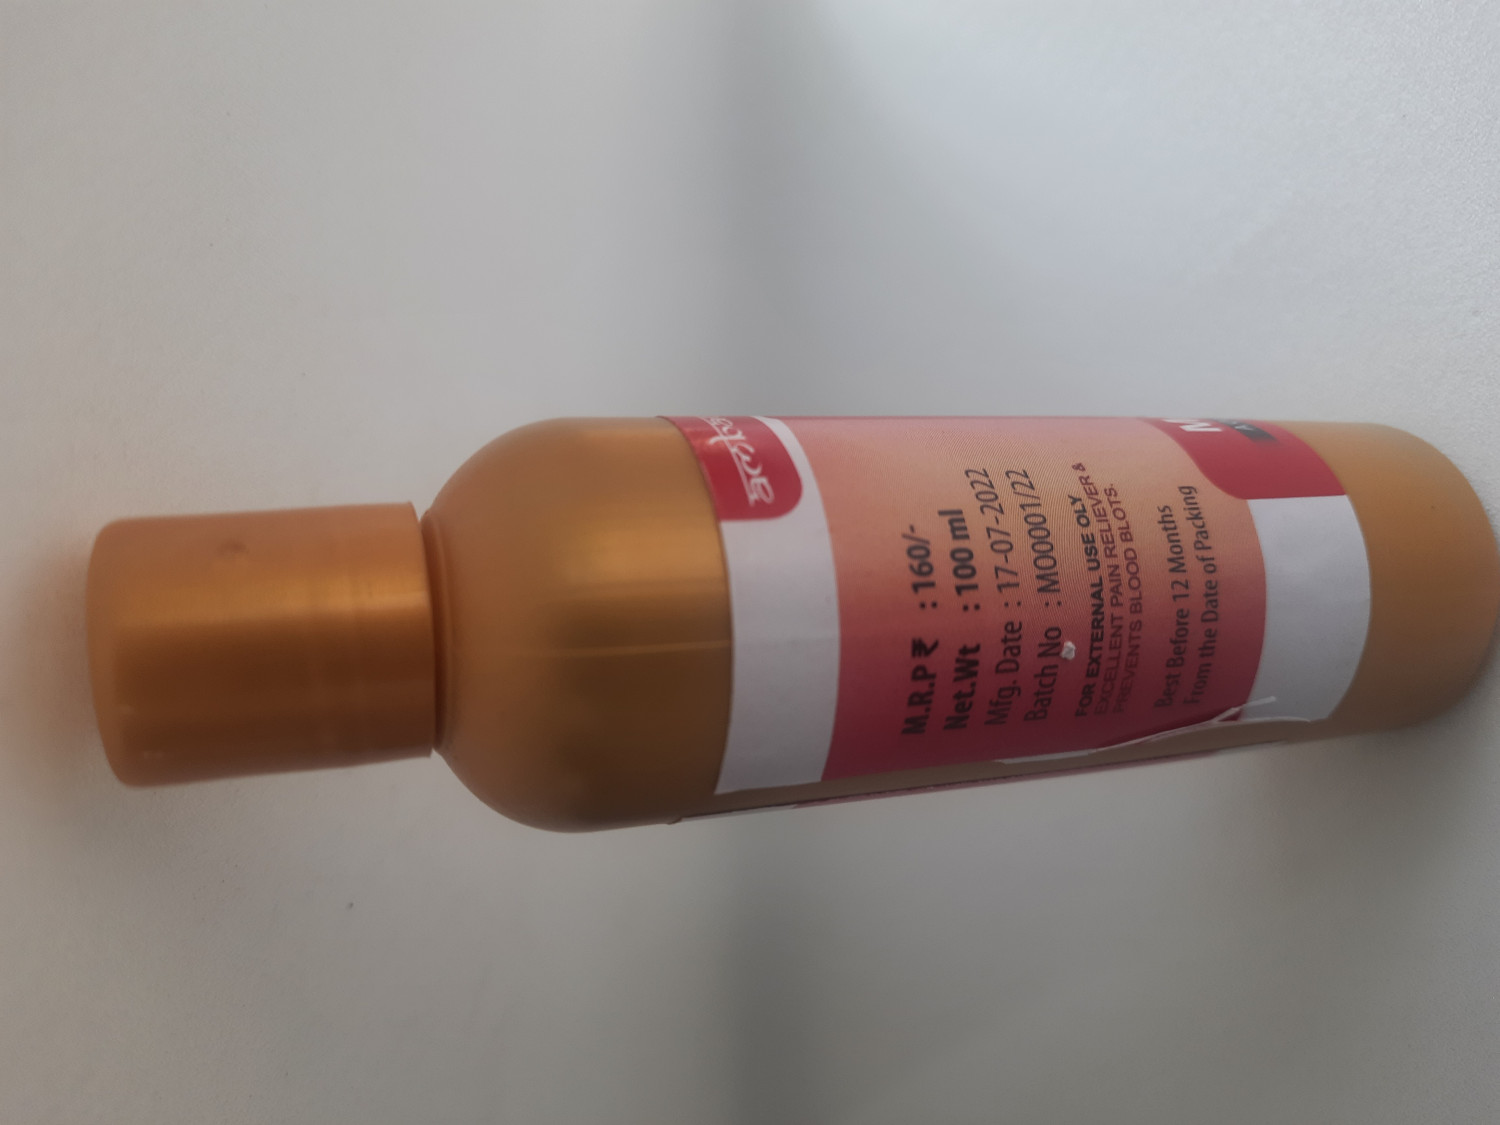 M.R.P ₹ : 160/-
Net.Wt : 100 ml
Mfg. Date : 17-07-2022
Batch No : M00001/22
FOR EXTERNAL USE OLY
EXCELLENT PAIN RELIEVER &
PREVENTS BLOOD BLOTS.
Best Before 12 Months
From the Date of Packing